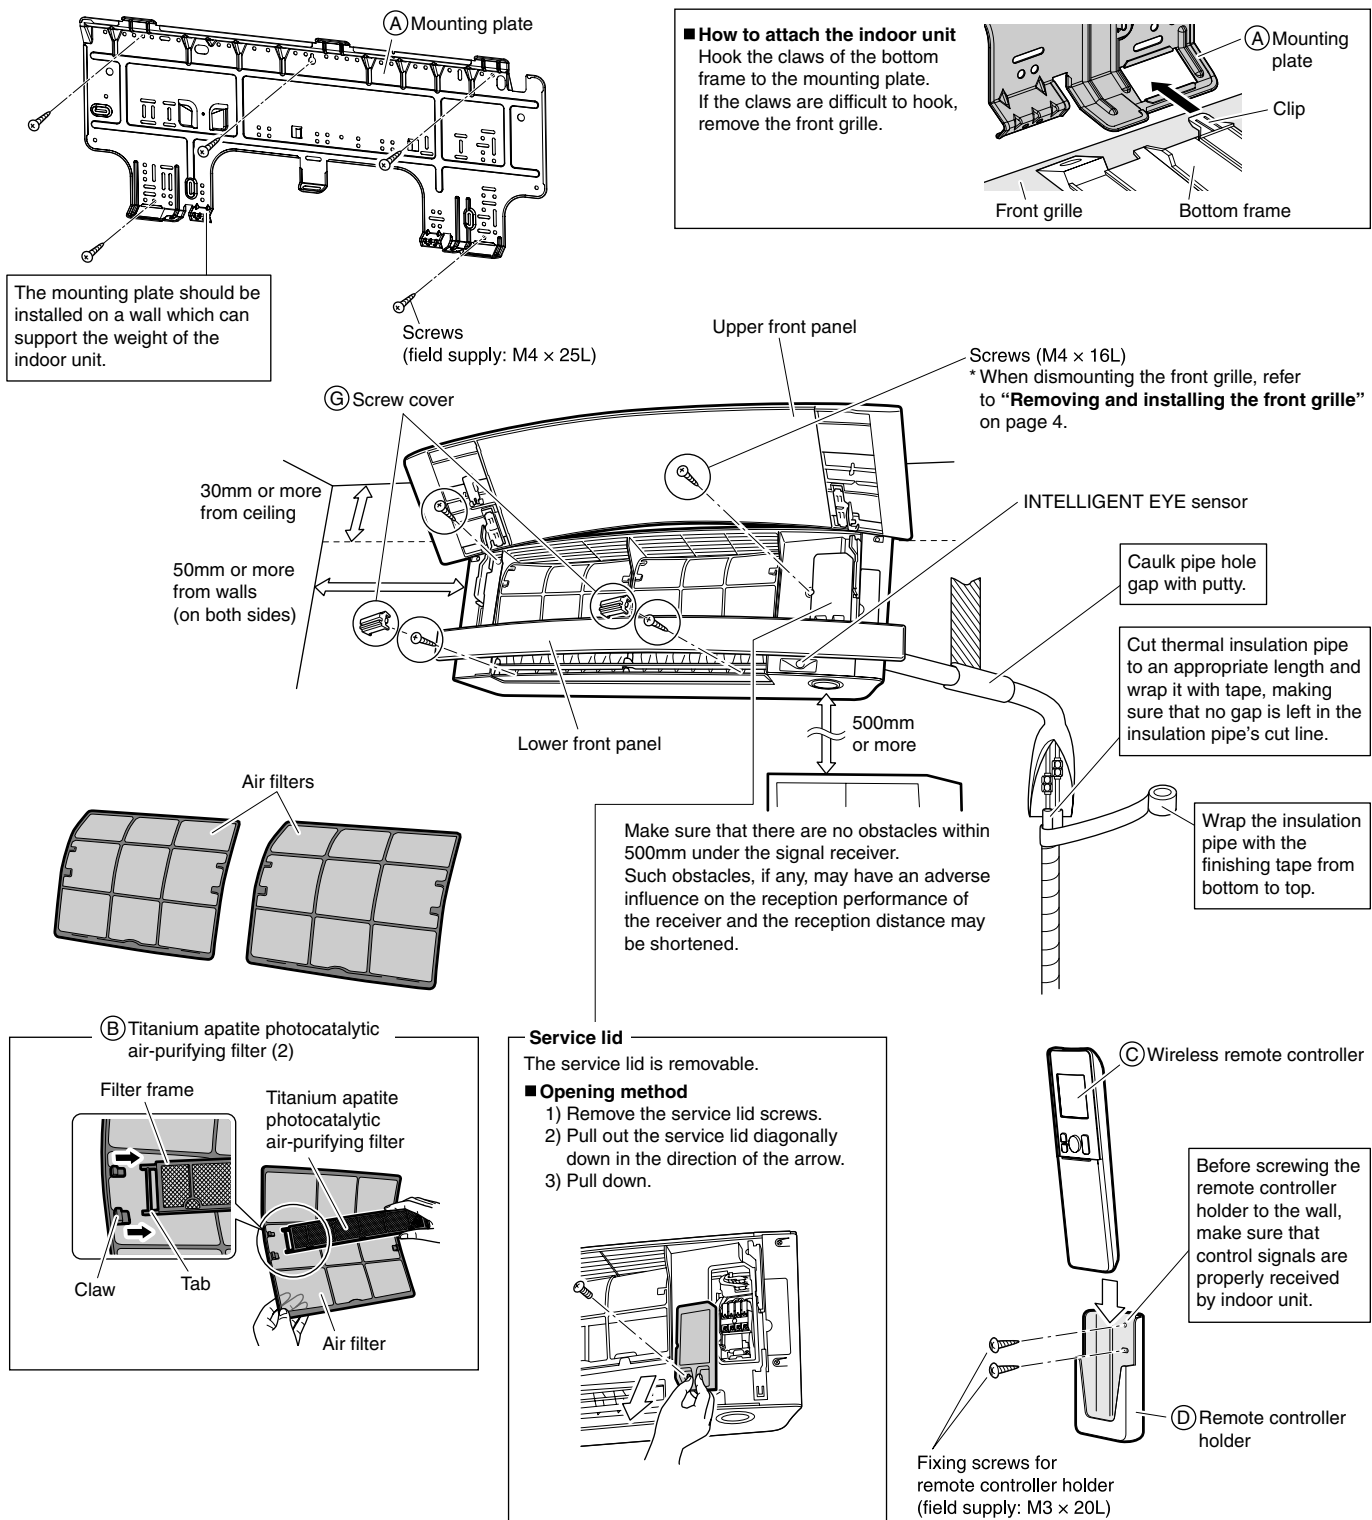 Ⓐ Mounting plate
■ How to attach the indoor unit
Hook the claws of the bottom
frame to the mounting plate.
If the claws are difficult to hook,
remove the front grille.
Ⓐ Mounting
plate
Clip
Front grille
Bottom frame
The mounting plate should be
installed on a wall which can
support the weight of the
indoor unit.
Screws
(field supply: M4 × 25L)
Upper front panel
Screws (M4 × 16L)
* When dismounting the front grille, refer
to “Removing and installing the front grille”
on page 4.
Ⓖ Screw cover
30mm or more
from ceiling
INTELLIGENT EYE sensor
50mm or more
from walls
(on both sides)
Caulk pipe hole
gap with putty.
Cut thermal insulation pipe
to an appropriate length and
wrap it with tape, making
sure that no gap is left in the
insulation pipe’s cut line.
Lower front panel
500mm
or more
Air filters
Make sure that there are no obstacles within
500mm under the signal receiver.
Such obstacles, if any, may have an adverse
influence on the reception performance of
the receiver and the reception distance may
be shortened.
Wrap the insulation
pipe with the
finishing tape from
bottom to top.
Ⓑ Titanium apatite photocatalytic
air-purifying filter (2)
Filter frame
Titanium apatite
photocatalytic
air-purifying filter
Claw
Tab
Air filter
Service lid
The service lid is removable.
■ Opening method
1) Remove the service lid screws.
2) Pull out the service lid diagonally
down in the direction of the arrow.
3) Pull down.
Ⓒ Wireless remote controller
Before screwing the
remote controller
holder to the wall,
make sure that
control signals are
properly received
by indoor unit.
Ⓓ Remote controller
holder
Fixing screws for
remote controller holder
(field supply: M3 × 20L)